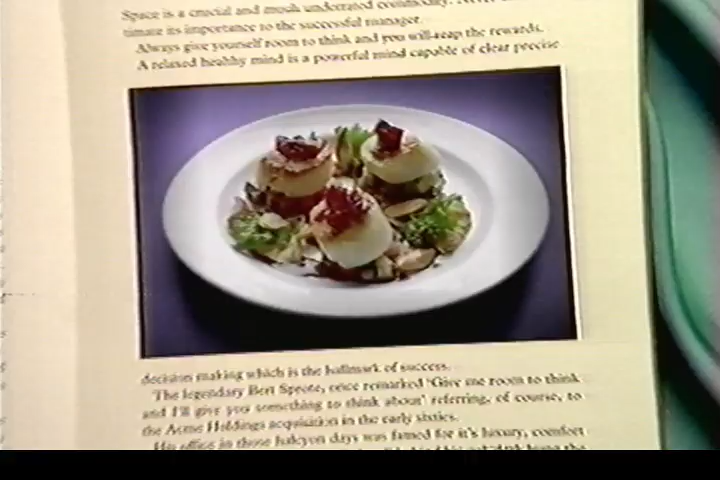 Space is a crucial and much underrated commodity. Never
timate its importance to the successful manager.
Always give yourself room to think and you will reap the rewards.
A relaxed healthy mind is a powerful mind capable of clear precise
decision making which is the hallmark of success.
The legendary Bert Sprote, once remarked 'Give me room to think
and I'll give you something to think about' referring, of course, to
the Acme Holdings acquisition in the early sixties.
His office in those halcyon days was famed for it's luxury, comfort